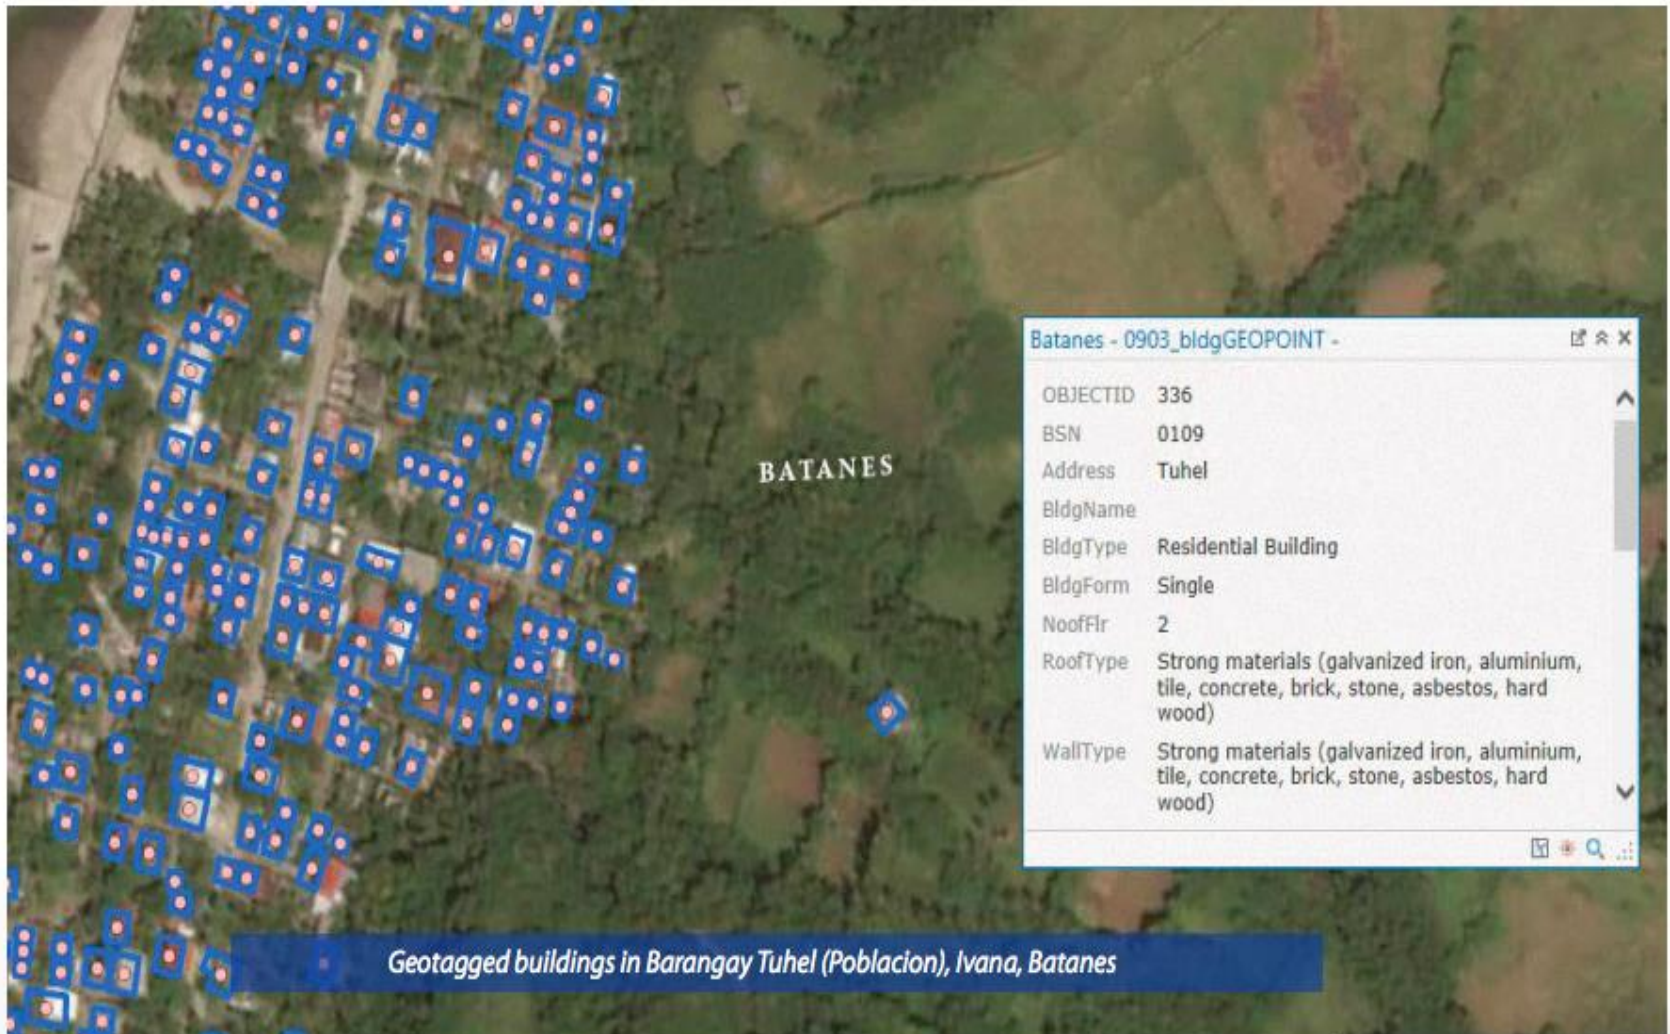 BATANES
Batanes - 0903_bldgGEOPOINT -
OBJECTID 336
BSN 0109
Address Tuhel
BldgName
BldgType Residential Building
BldgForm Single
NoofFlr 2
RoofType Strong materials (galvanized iron, aluminium,
tile, concrete, brick, stone, asbestos, hard
wood)
WallType Strong materials (galvanized iron, aluminium,
tile, concrete, brick, stone, asbestos, hard
wood)
Geotagged buildings in Barangay Tuhel (Poblacion), Ivana, Batanes